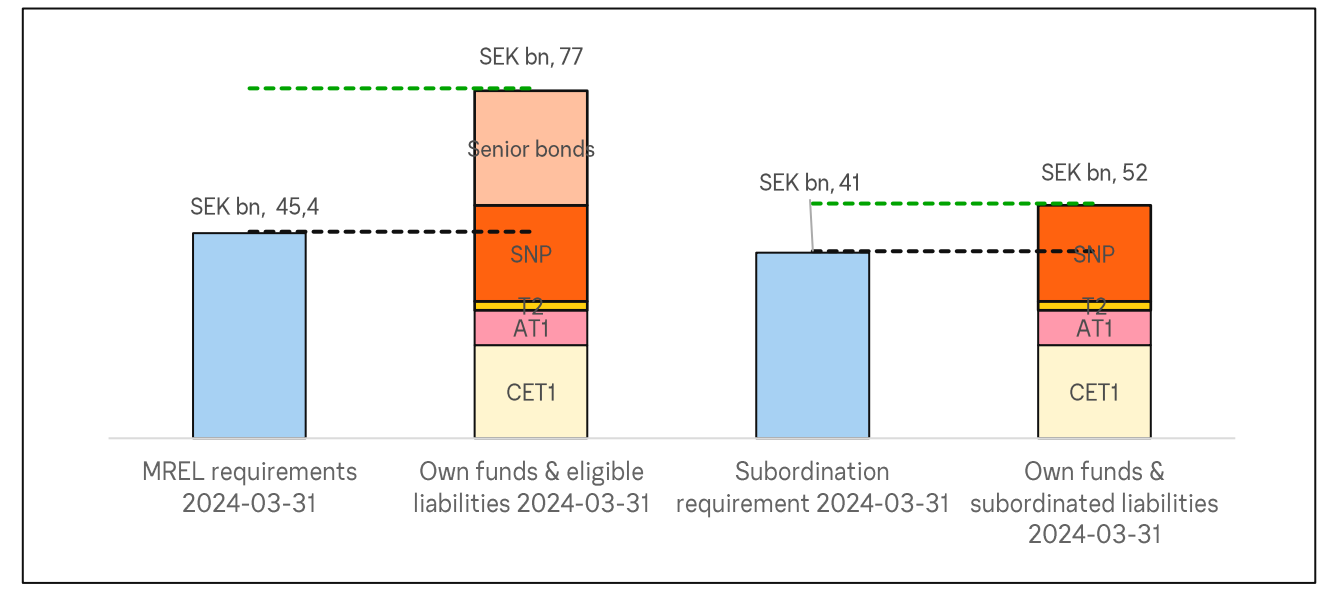 SEK bn, 77
Senior bonds
SEK bn, 41
SEK bn, 52
SEK bn,  45,4
SNP
SNP
T2
T2
AT1
AT1
CET1
CET1
MREL requirements
2024-03-31
Own funds & eligible
liabilities 2024-03-31
Subordination
requirement 2024-03-31
Own funds &
subordinated liabilities
2024-03-31